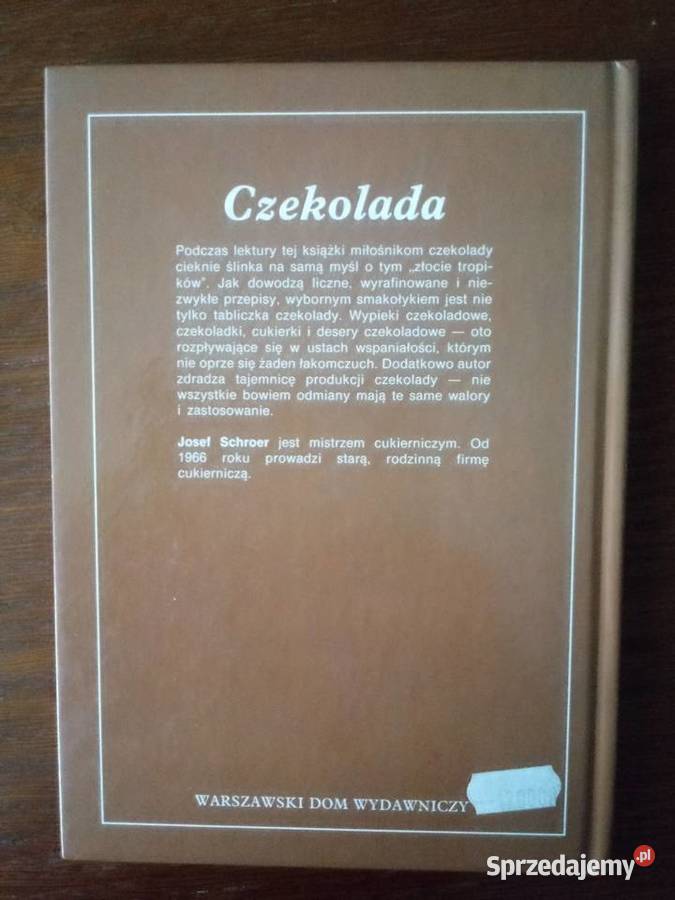 Czekolada
Podczas lektury tej książki miłośnikom czekolady
cieknie ślinka na samą myśl o tym „złocie tropi-
ków”. Jak dowodzą liczne, wyrafinowane i nie-
zwykłe przepisy, wybornym smakołykiem jest nie
tylko tabliczka czekolady. Wypieki czekoladowe,
czekoladki, cukierki i desery czekoladowe — oto
rozpływające się w ustach wspaniałości, którym
nie oprze się żaden łakomczuch. Dodatkowo autor
zdradza tajemnicę produkcji czekolady — nie
wszystkie bowiem odmiany mają te same walory
i zastosowanie.
Josef Schroer jest mistrzem cukierniczym. Od
1966 roku prowadzi starą, rodzinną firmę
cukierniczą.
WARSZAWSKI DOM WYDAWNICZY
Sprzedajemy.pl